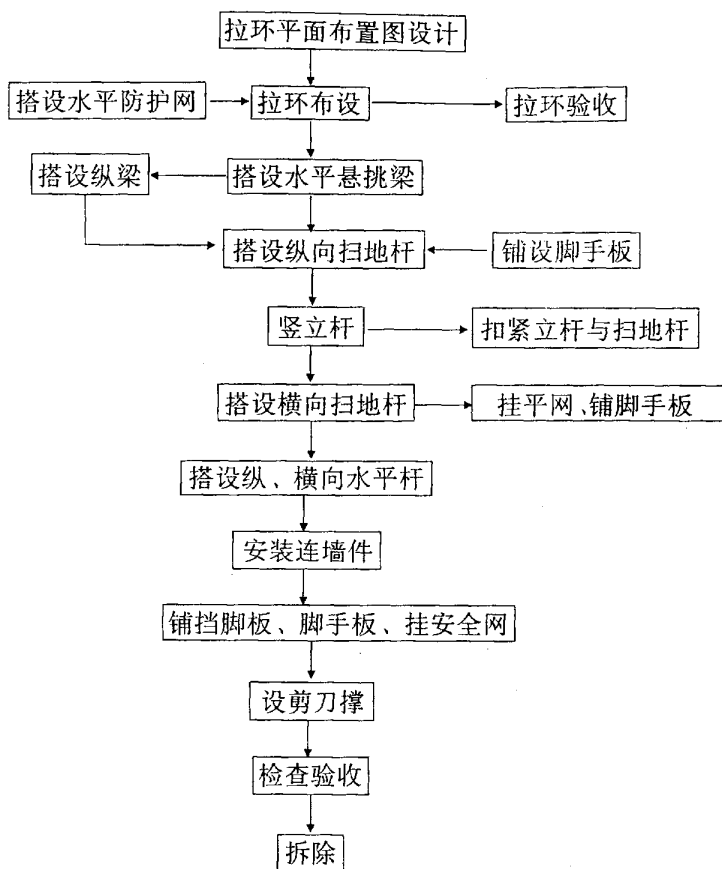 拉环平面布置图设计
搭设水平防护网
拉环布设
拉环验收
搭设纵梁
搭设水平悬挑梁
搭设纵向扫地杆
铺设脚手板
竖立杆
扣紧立杆与扫地杆
搭设横向扫地杆
挂平网、铺脚手板
搭设纵、横向水平杆
安装连墙件
铺挡脚板、脚手板、挂安全网
设剪刀撑
检查验收
拆除